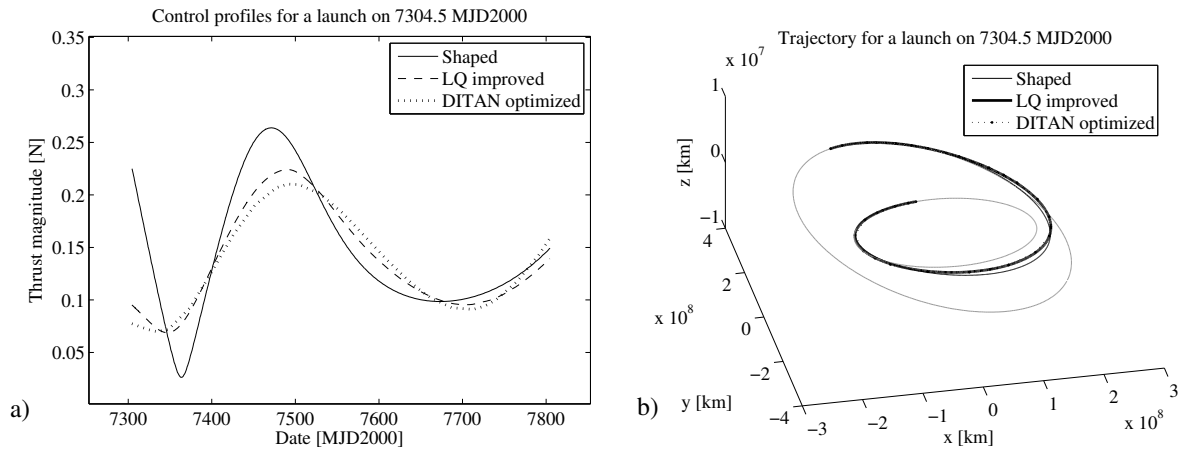 Control profiles for a launch on 7304.5 MJD2000
0.35
0.3
0.25
0.2
0.15
0.1
0.05
Thrust magnitude [N]
Shaped
LQ improved
DITAN optimized
7300 7400 7500 7600 7700 7800
Date [MJD2000]
a)
Trajectory for a launch on 7304.5 MJD2000
x 10^7
1
0
−1
z [km]
Shaped
LQ improved
DITAN optimized
4
2
0
−2
−4
x 10^8
y [km]
−3 −2 −1 0 1 2 3
x 10^8
x [km]
b)